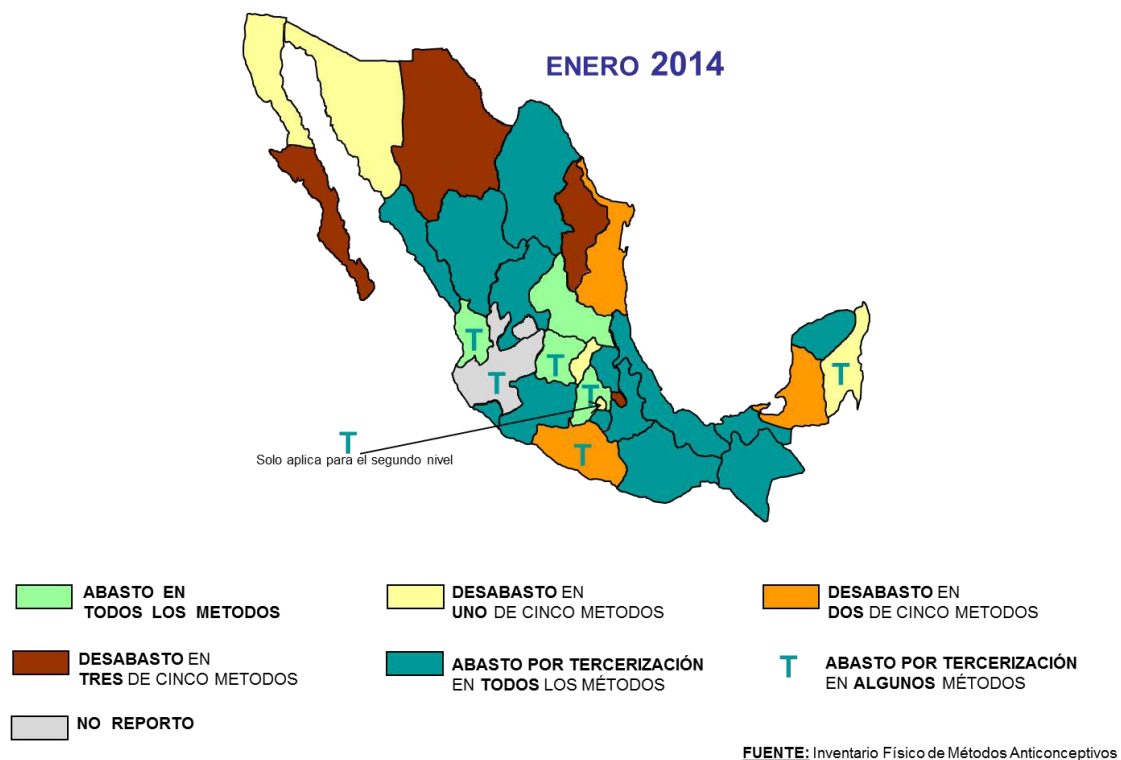 ENERO 2014
T
T
T
T
T
T
T
Solo aplica para el segundo nivel
ABASTO EN
TODOS LOS METODOS
DESABASTO EN
UNO DE CINCO METODOS
DESABASTO EN
DOS DE CINCO METODOS
DESABASTO EN
TRES DE CINCO METODOS
ABASTO POR TERCERIZACIÓN
EN TODOS LOS MÉTODOS
T
ABASTO POR TERCERIZACIÓN
EN ALGUNOS MÉTODOS
NO REPORTO
FUENTE: Inventario Físico de Métodos Anticonceptivos